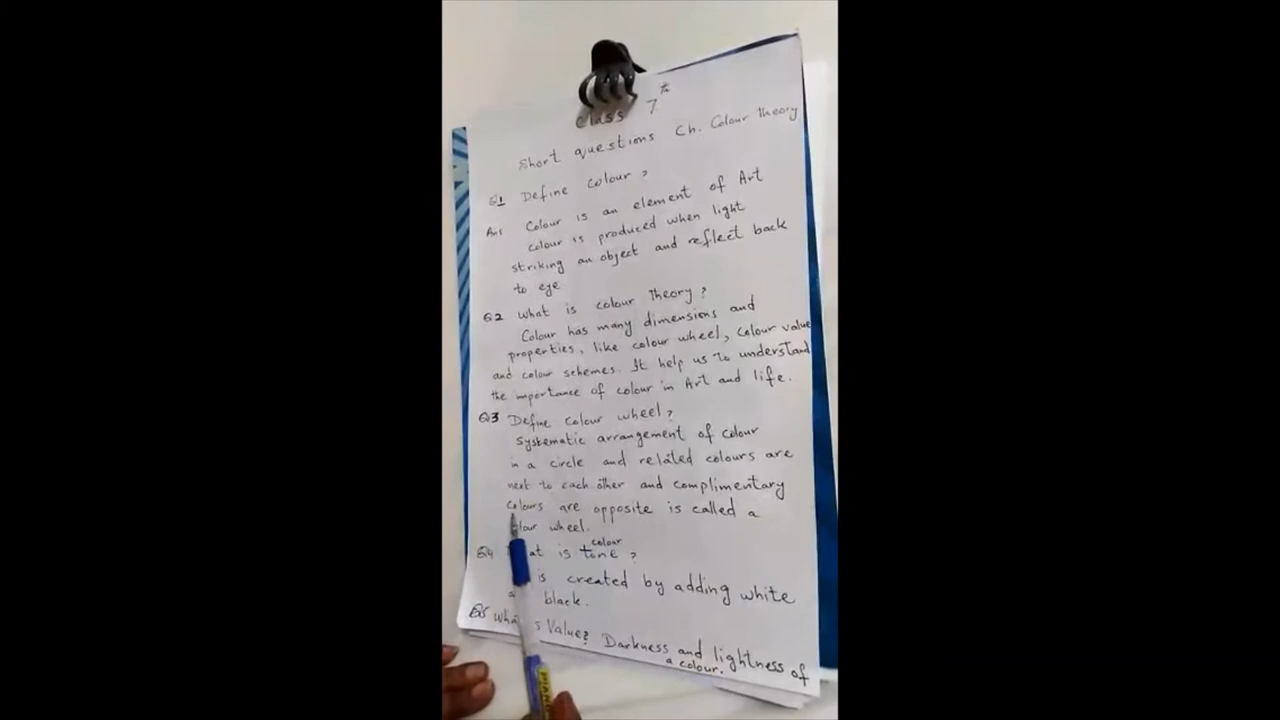 Class 7th
Short questions Ch. Colour Theory
Q1 Define Colour?
Ans Colour is an element of Art
colour is produced when light
striking an object and reflect back
to eye
Q2 What is colour Theory?
Colour has many dimensions and
properties, like colour wheel, colour value
and colour schemes. It help us to understand
the importance of colour in Art and life.
Q3 Define colour wheel?
Systematic arrangement of colour
in a circle and related colours are
next to each other and complimentary
colours are opposite is called a
wheel.
Q4 is colour tone?
is created by adding white
black.
Q5 Value? Darkness and lightness of
a colour.
PIANO